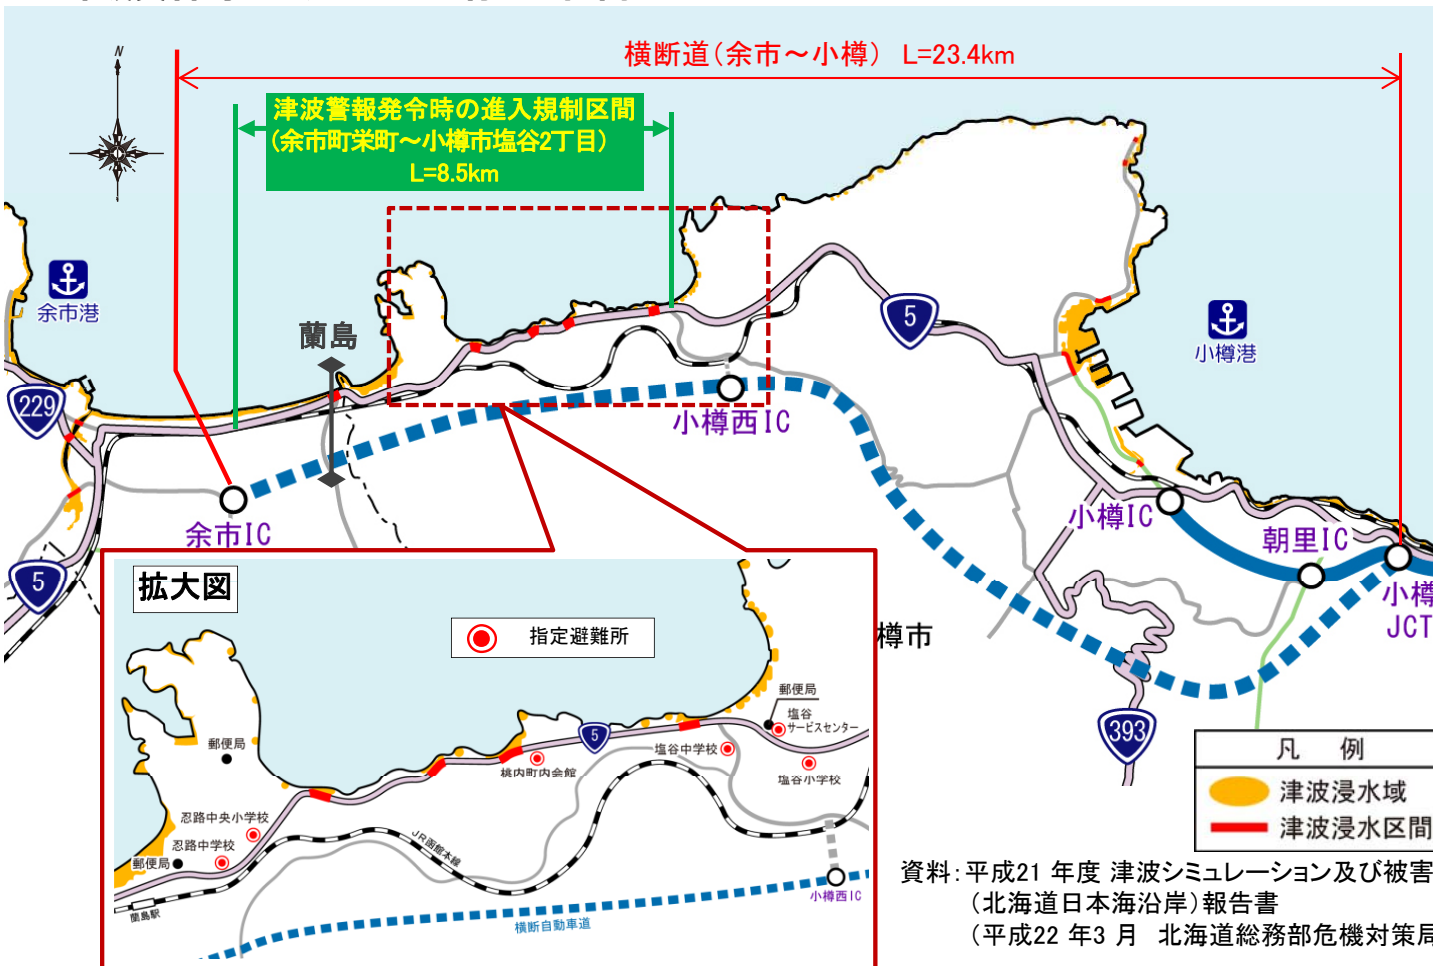 横断道(余市～小樽) L=23.4km
N
津波警報発令時の進入規制区間
(余市町栄町～小樽市塩谷2丁目)
L=8.5km
余市港
蘭島
5
小樽港
229
小樽西IC
余市IC
小樽IC
朝里IC
小樽
JCT
5
樽市
393
拡大図
指定避難所
郵便局
塩谷
サービスセンター
5
郵便局
塩谷中学校
桃内町内会館
塩谷小学校
忍路中央小学校
忍路中学校
郵便局
JR函館本線
蘭島駅
小樽西IC
横断自動車道
凡 例
津波浸水域
津波浸水区間
資料:平成21 年度 津波シミュレーション及び被害
(北海道日本海沿岸)報告書
(平成22 年3 月 北海道総務部危機対策局